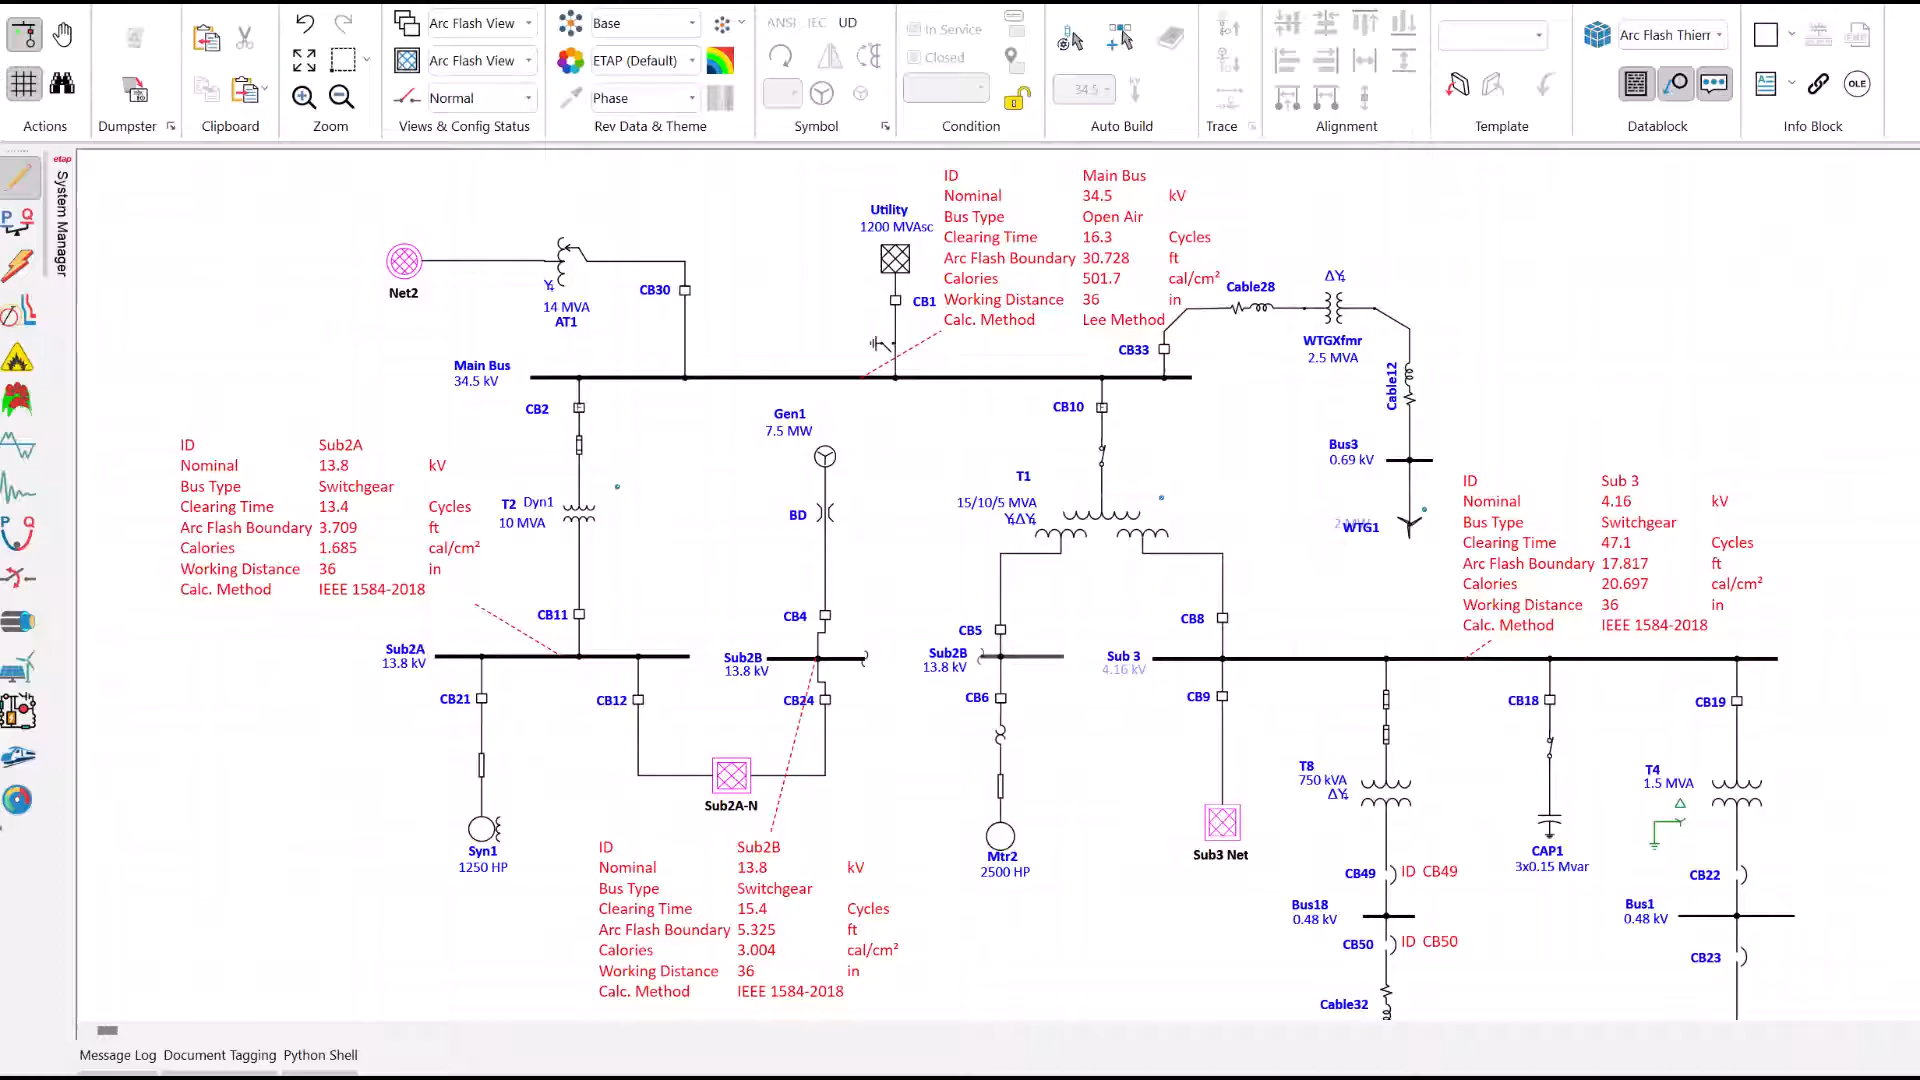 Arc Flash View
Base
ANSI IEC UD
In Service
Arc Flash Thierr
Arc Flash View
ETAP (Default)
Closed
Normal
Phase
34.5
kV
OLE
Actions
Dumpster
Clipboard
Zoom
Views & Config Status
Rev Data & Theme
Symbol
Condition
Auto Build
Trace
Alignment
Template
Datablock
Info Block
etap
System Manager
P Q
P Q
ID Main Bus
Nominal 34.5 kV
Bus Type Open Air
Clearing Time 16.3 Cycles
Arc Flash Boundary 30.728 ft
Calories 501.7 cal/cm²
Working Distance 36 in
Calc. Method Lee Method
Utility
1200 MVAsc
CB1
Net2
14 MVA
AT1
CB30
Cable28
WTGXfmr
2.5 MVA
CB33
Cable12
Main Bus
34.5 kV
CB2
Gen1
7.5 MW
CB10
Bus3
0.69 kV
WTG1
ID Sub2A
Nominal 13.8 kV
Bus Type Switchgear
Clearing Time 13.4 Cycles
Arc Flash Boundary 3.709 ft
Calories 1.685 cal/cm²
Working Distance 36 in
Calc. Method IEEE 1584-2018
T2 Dyn1
10 MVA
BD
T1
15/10/5 MVA
ID Sub 3
Nominal 4.16 kV
Bus Type Switchgear
Clearing Time 47.1 Cycles
Arc Flash Boundary 17.817 ft
Calories 20.697 cal/cm²
Working Distance 36 in
Calc. Method IEEE 1584-2018
CB11
CB4
CB5
CB8
Sub2A
13.8 kV
Sub2B
13.8 kV
Sub2B
13.8 kV
Sub 3
4.16 kV
CB21
CB12
CB24
CB6
CB9
CB18
CB19
Sub2A-N
T8
750 kVA
T4
1.5 MVA
Syn1
1250 HP
Mtr2
2500 HP
Sub3 Net
CAP1
3x0.15 Mvar
ID Sub2B
Nominal 13.8 kV
Bus Type Switchgear
Clearing Time 15.4 Cycles
Arc Flash Boundary 5.325 ft
Calories 3.004 cal/cm²
Working Distance 36 in
Calc. Method IEEE 1584-2018
CB49 ID CB49
CB22
Bus18
0.48 kV
Bus1
0.48 kV
CB50 ID CB50
CB23
Cable32
Message Log Document Tagging Python Shell